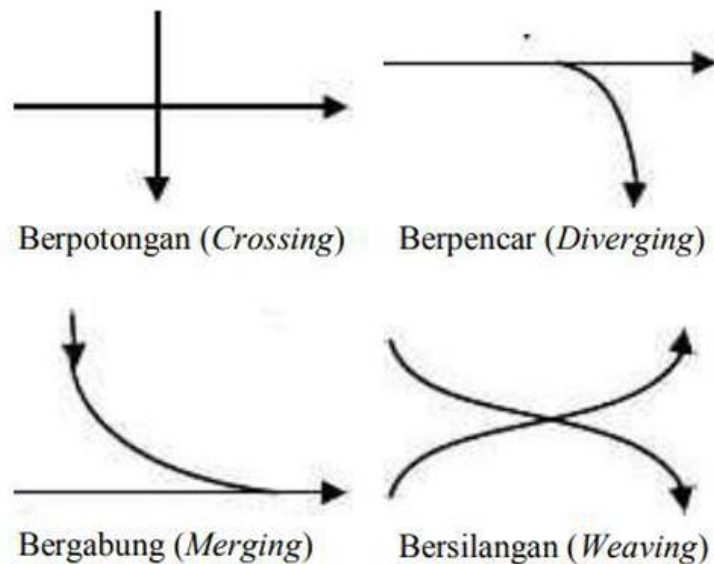 Berpotongan (Crossing)
Berpencar (Diverging)
Bergabung (Merging)
Bersilangan (Weaving)